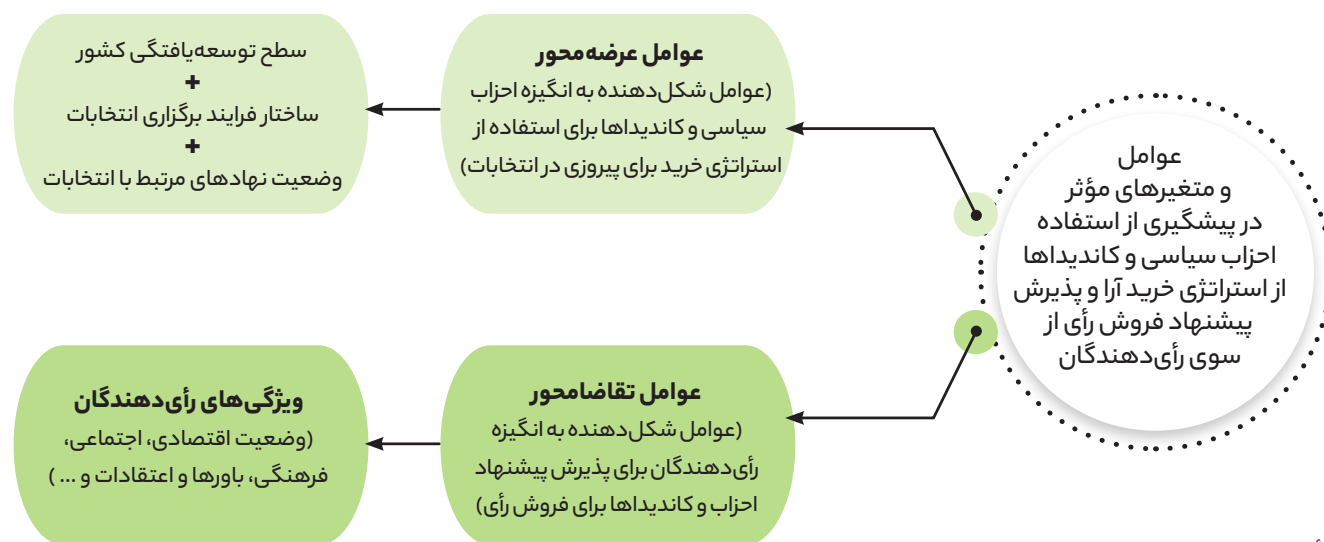 عوامل
و متغیرهای مؤثر
در پیشگیری از استفاده
احزاب سیاسی و کاندیداها
از استراتژی خرید آرا و پذیرش
پیشنهاد فروش رأی از
سوی رأی‌دهندگان
عوامل عرضه‌محور
(عوامل شکل‌دهنده به انگیزه احزاب
سیاسی و کاندیداها برای استفاده از
استراتژی خرید برای پیروزی در انتخابات)
سطح توسعه‌یافتگی کشور
+
ساختار فرایند برگزاری انتخابات
+
وضعیت نهادهای مرتبط با انتخابات
عوامل تقاضامحور
(عوامل شکل‌دهنده به انگیزه
رأی‌دهندگان برای پذیرش پیشنهاد
احزاب و کاندیداها برای فروش رأی)
ویژگی‌های رأی‌دهندگان
(وضعیت اقتصادی، اجتماعی،
فرهنگی، باورها و اعتقادات و ... )